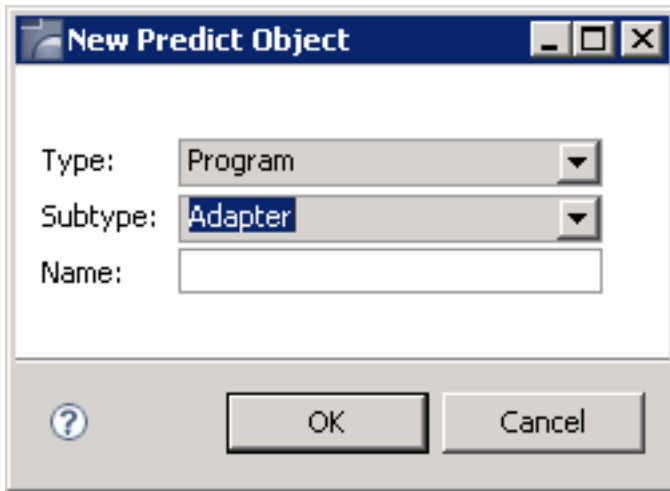 New Predict Object
Type: Program
Subtype: Adapter
Name:
? OK Cancel